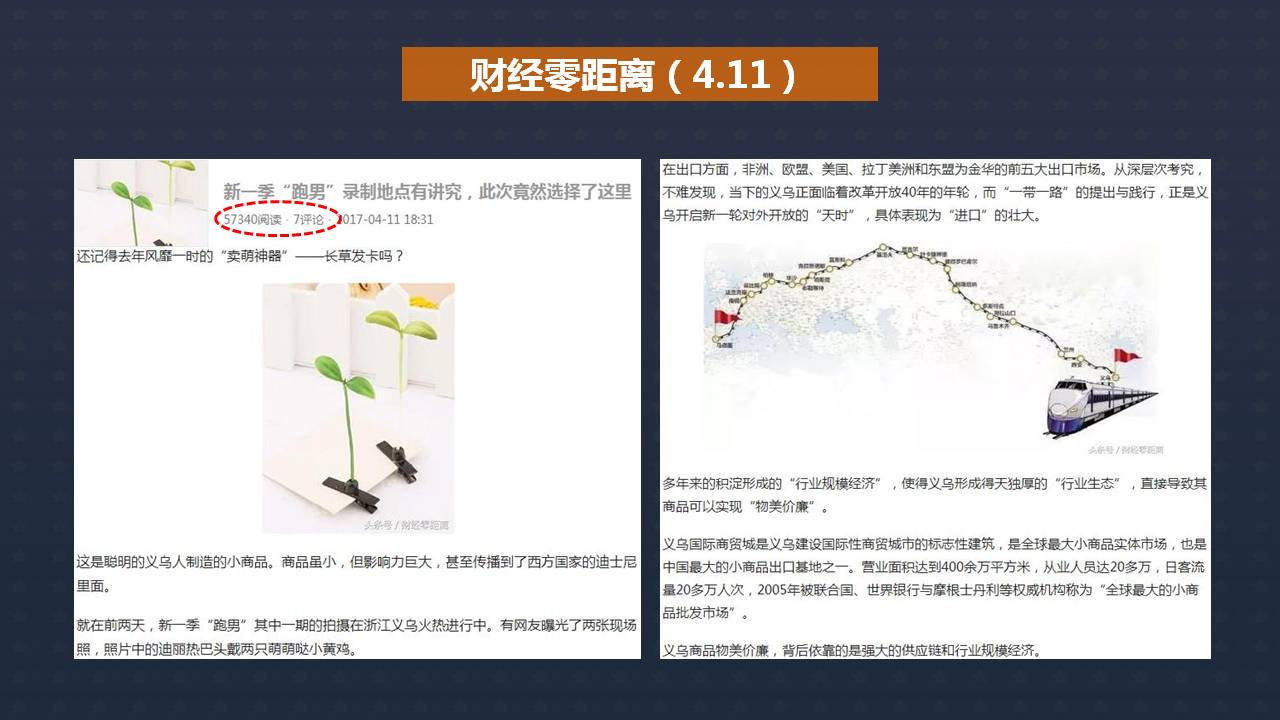 财经零距离（4.11）
新一季“跑男”录制地点有讲究，此次竟然选择了这里
57340阅读 · 7评论 · 2017-04-11 18:31
还记得去年风靡一时的“卖萌神器”——长草发卡吗？
头条号 / 财经零距离
这是聪明的义乌人制造的小商品。商品虽小，但影响力巨大，甚至传播到了西方国家的迪士尼
里面。
就在前两天，新一季“跑男”其中一期的拍摄在浙江义乌火热进行中。有网友曝光了两张现场
照，照片中的迪丽热巴头戴两只萌萌哒小黄鸡。
在出口方面，非洲、欧盟、美国、拉丁美洲和东盟为金华的前五大出口市场。从深层次考究，
不难发现，当下的义乌正面临着改革开放40年的年轮，而“一带一路”的提出与践行，正是义
乌开启新一轮对外开放的“天时”，具体表现为“进口”的壮大。
莫斯科
华沙
柏林
马德里
乌鲁木齐
兰州
西安
义乌
头条号 / 财经零距离
多年来的积淀形成的“行业规模经济”，使得义乌形成得天独厚的“行业生态”，直接导致其
商品可以实现“物美价廉”。
义乌国际商贸城是义乌建设国际性商贸城市的标志性建筑，是全球最大小商品实体市场，也是
中国最大的小商品出口基地之一。营业面积达到400余万平方米，从业人员达20多万，日客流
量20多万人次，2005年被联合国、世界银行与摩根士丹利等权威机构称为“全球最大的小商
品批发市场”。
义乌商品物美价廉，背后依靠的是强大的供应链和行业规模经济。